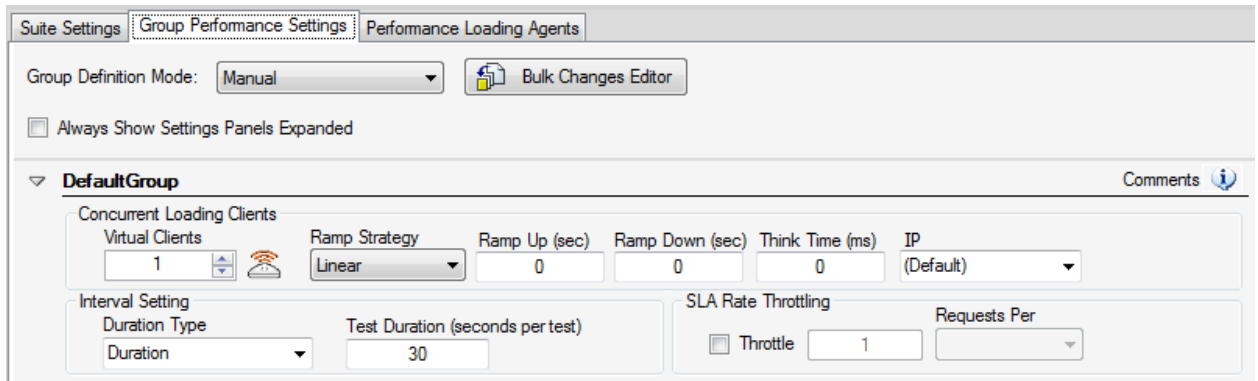 Suite Settings Group Performance Settings Performance Loading Agents
Group Definition Mode: Manual Bulk Changes Editor
Always Show Settings Panels Expanded
DefaultGroup Comments
Concurrent Loading Clients
Virtual Clients Ramp Strategy Ramp Up (sec) Ramp Down (sec) Think Time (ms) IP
1 Linear 0 0 0 (Default)
Interval Setting SLA Rate Throttling
Duration Type Test Duration (seconds per test) Requests Per
Duration 30 Throttle 1